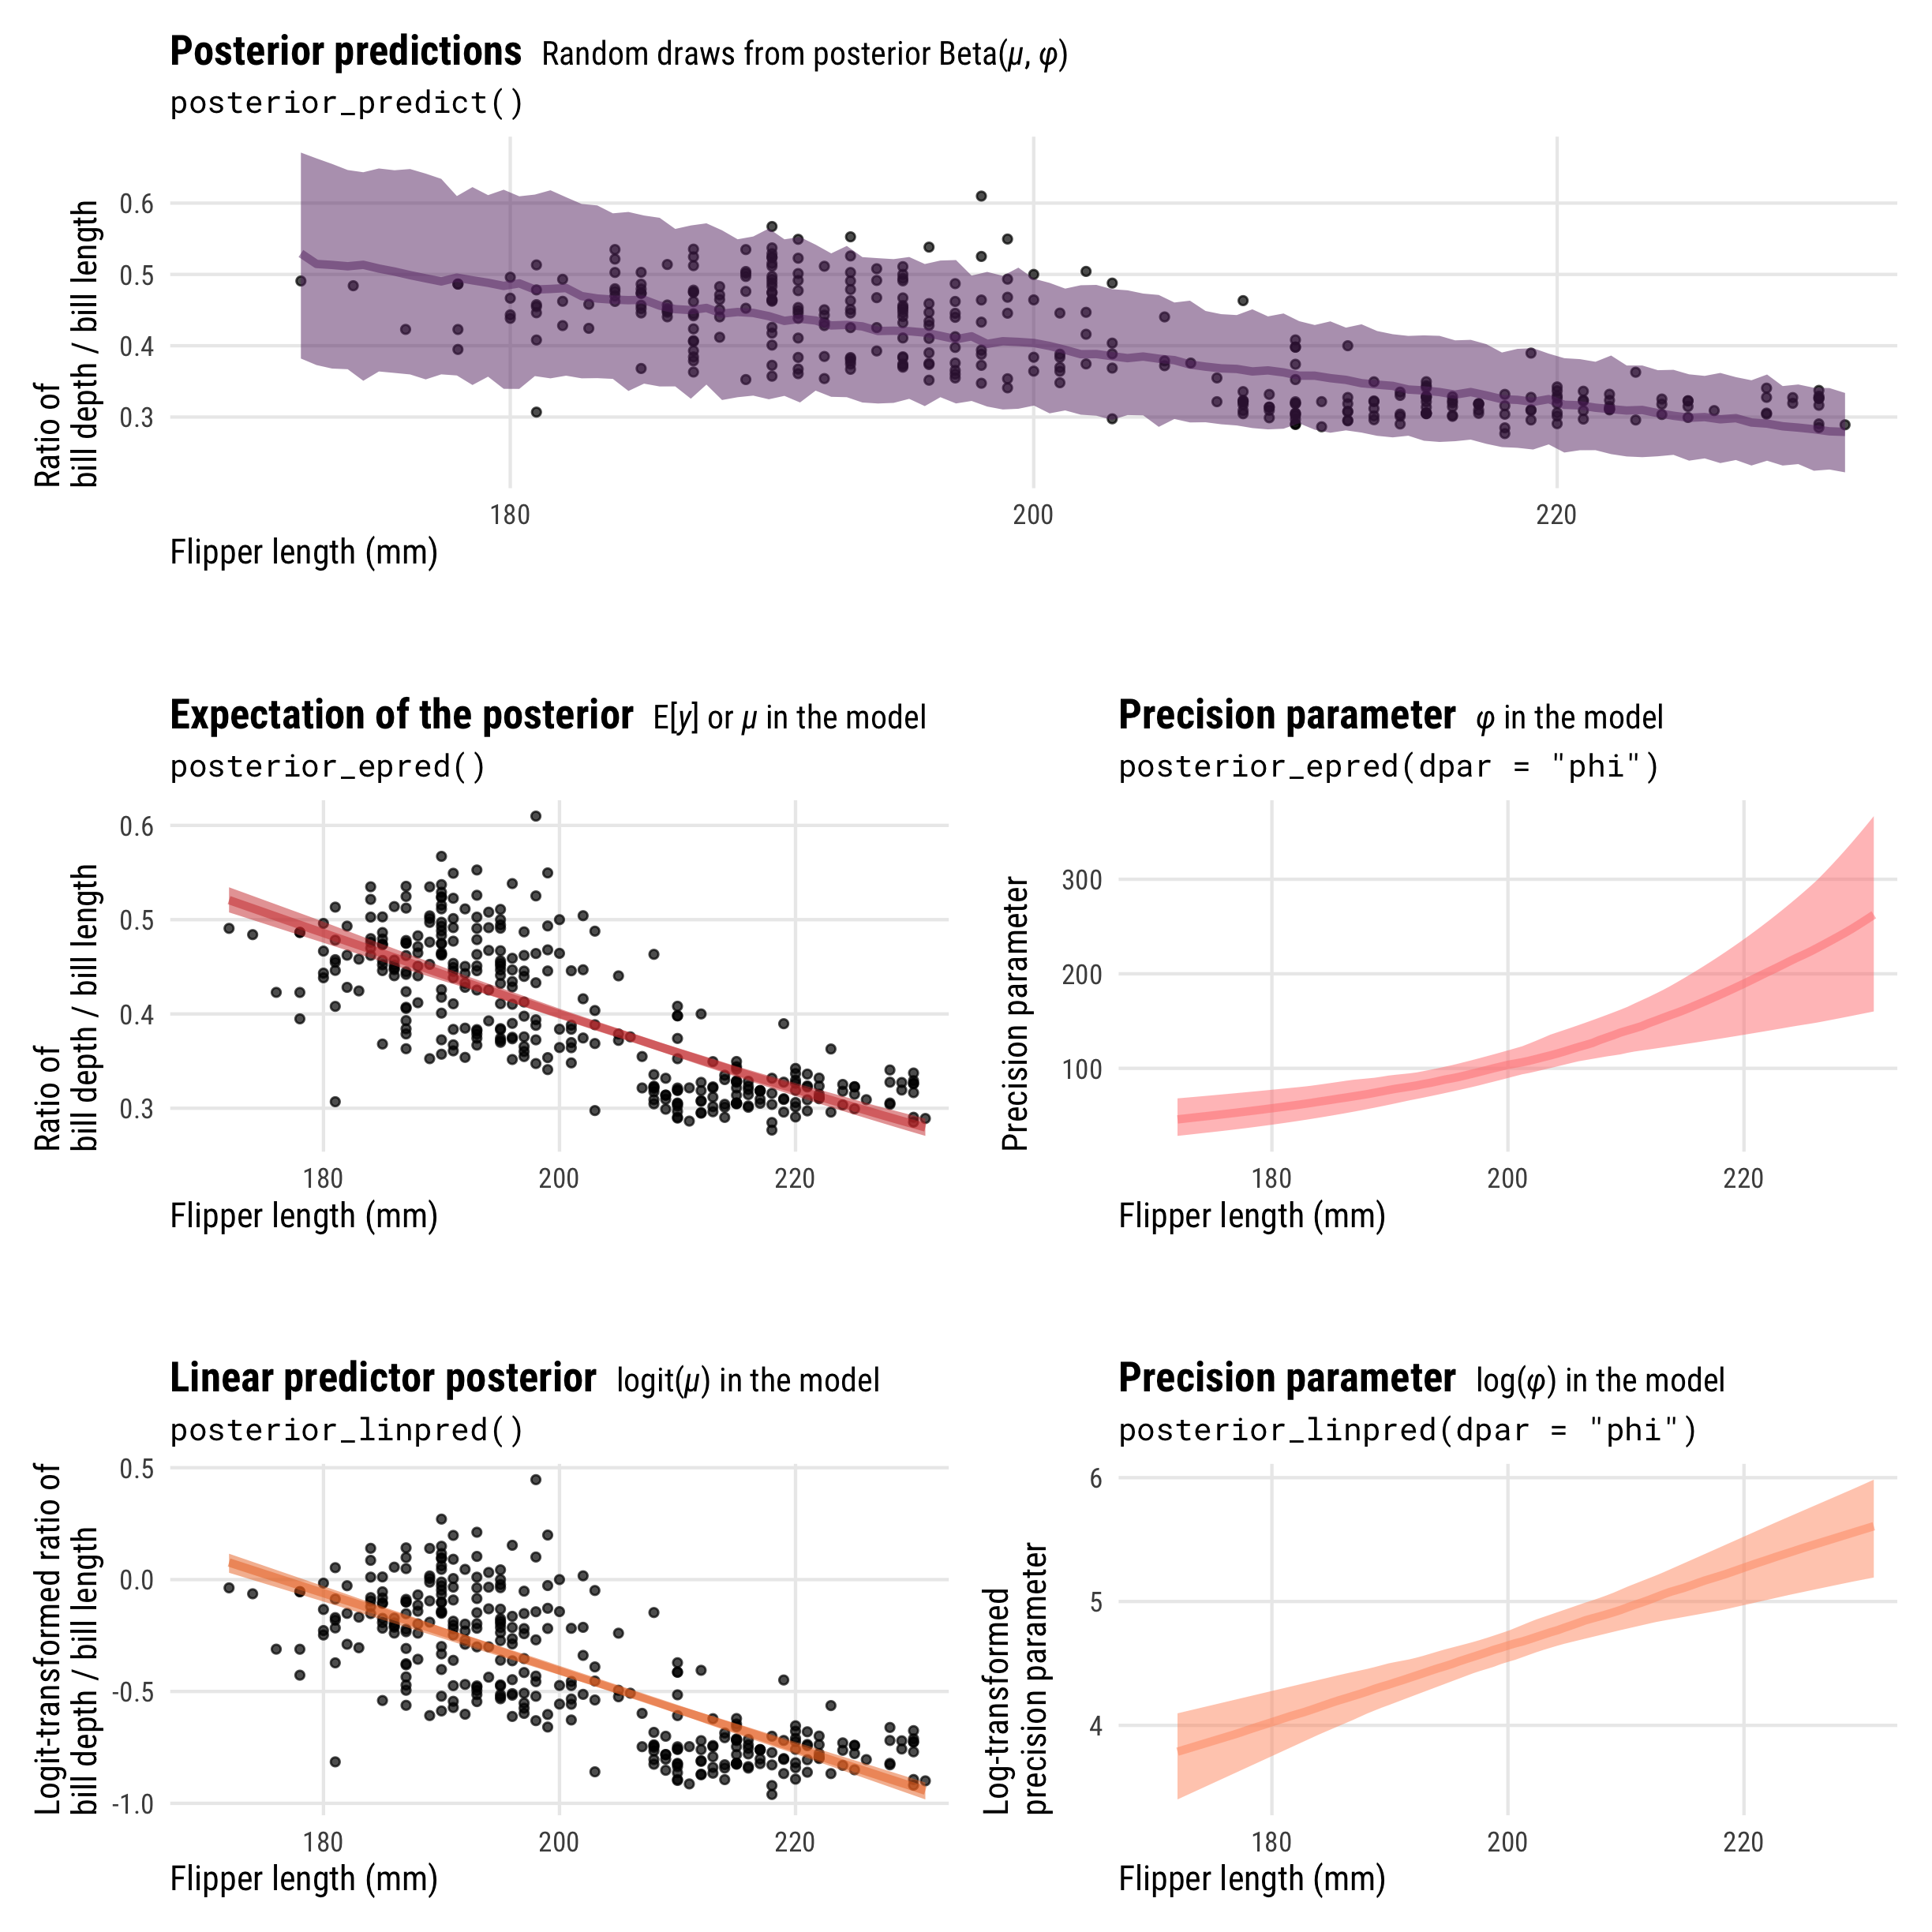 Posterior predictions Random draws from posterior Beta(μ, φ)
posterior_predict()
Ratio of
bill depth / bill length
0.6
0.5
0.4
0.3
180 200 220
Flipper length (mm)
Expectation of the posterior E[y] or μ in the model
posterior_epred()
Ratio of
bill depth / bill length
0.6
0.5
0.4
0.3
180 200 220
Flipper length (mm)
Precision parameter φ in the model
posterior_epred(dpar = "phi")
Precision parameter
300
200
100
180 200 220
Flipper length (mm)
Linear predictor posterior logit(μ) in the model
posterior_linpred()
Logit-transformed ratio of
bill depth / bill length
0.5
0.0
-0.5
-1.0
180 200 220
Flipper length (mm)
Precision parameter log(φ) in the model
posterior_linpred(dpar = "phi")
Log-transformed
precision parameter
6
5
4
180 200 220
Flipper length (mm)